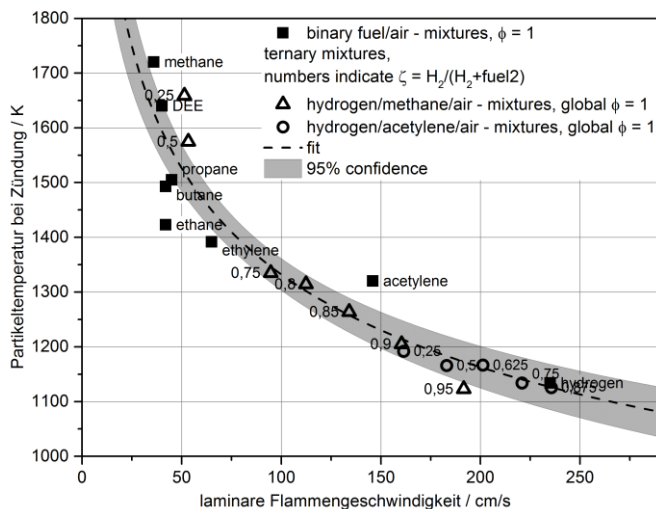 1800
1700
1600
1500
1400
1300
1200
1100
1000
Partikeltemperatur bei Zündung / K
binary fuel/air - mixtures, ϕ = 1
ternary mixtures,
numbers indicate ζ = H₂/(H₂+fuel2)
hydrogen/methane/air - mixtures, global ϕ = 1
hydrogen/acetylene/air - mixtures, global ϕ = 1
fit
95% confidence
methane
0,25
DEE
0,5
propane
butane
ethane
ethylene
0,75
0,8
acetylene
0,85
0,9
0,25
0,5
0,625
0,95
0,75
hydrogen
0,875
0
50
100
150
200
250
laminare Flammengeschwindigkeit / cm/s